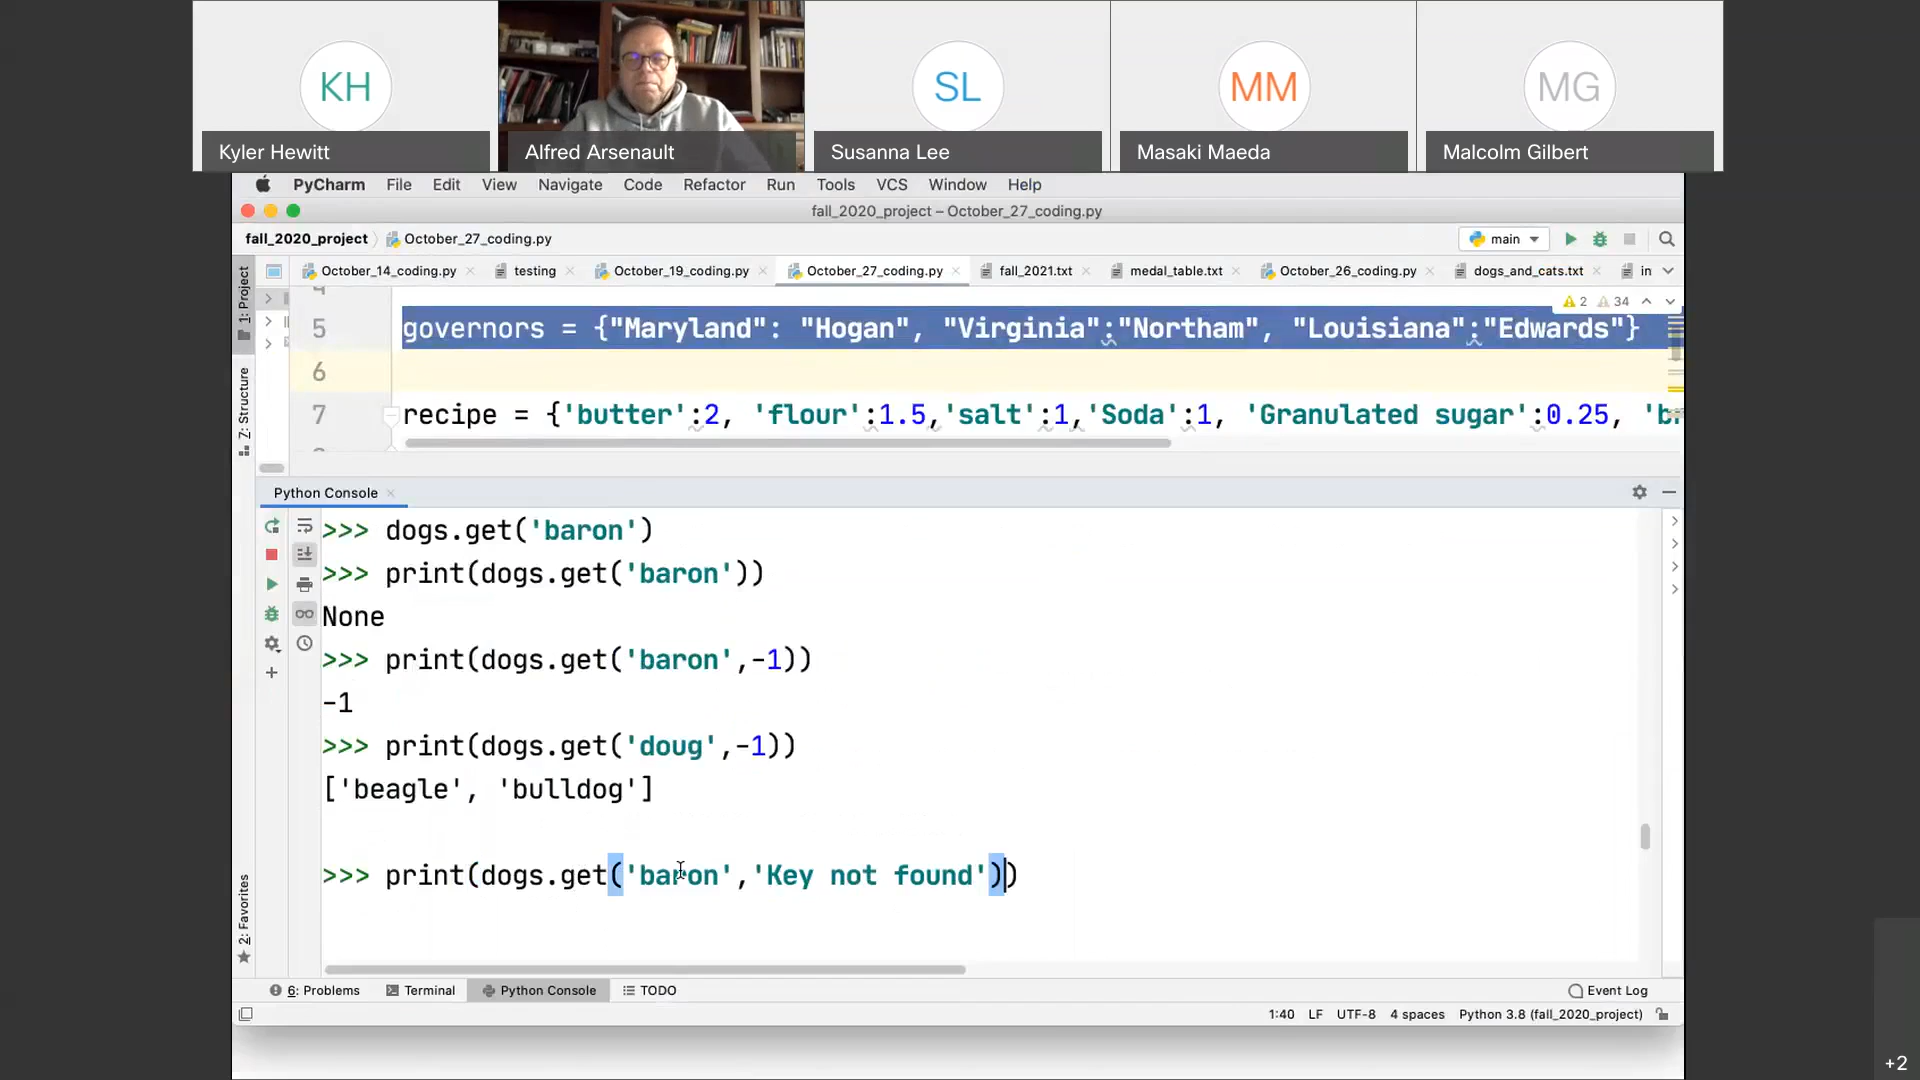 KH
SL
MM
MG
Kyler Hewitt
Alfred Arsenault
Susanna Lee
Masaki Maeda
Malcolm Gilbert
PyCharm File Edit View Navigate Code Refactor Run Tools VCS Window Help
fall_2020_project – October_27_coding.py
fall_2020_project October_27_coding.py main
October_14_coding.py testing October_19_coding.py October_27_coding.py fall_2021.txt medal_table.txt October_26_coding.py dogs_and_cats.txt in
1: Project
2 34
5 governors = {"Maryland": "Hogan", "Virginia":"Northam", "Louisiana":"Edwards"}
6
7 recipe = {'butter':2, 'flour':1.5,'salt':1,'Soda':1, 'Granulated sugar':0.25, 'br
Z: Structure
Python Console
>>> dogs.get('baron')
>>> print(dogs.get('baron'))
None
>>> print(dogs.get('baron',-1))
-1
>>> print(dogs.get('doug',-1))
['beagle', 'bulldog']
>>> print(dogs.get('baron','Key not found'))
2: Favorites
6: Problems Terminal Python Console TODO Event Log
1:40 LF UTF-8 4 spaces Python 3.8 (fall_2020_project)
+2